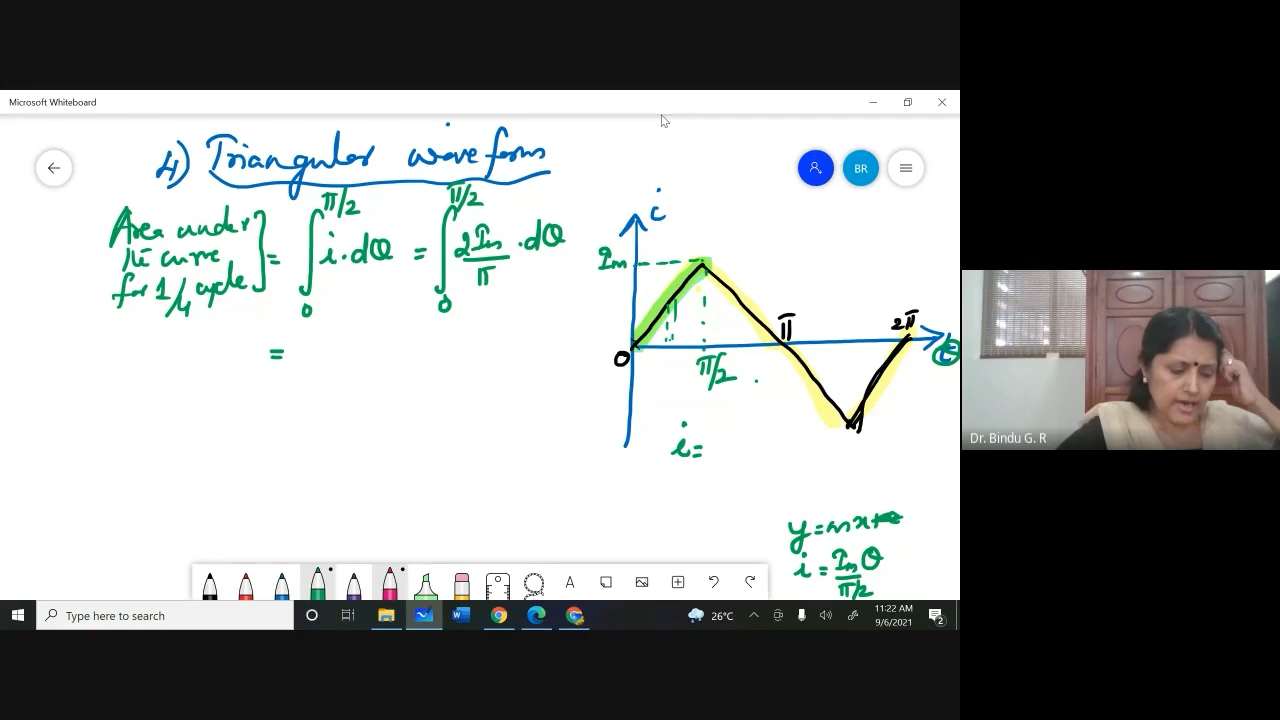 Microsoft Whiteboard
4) Triangular waveform
BR
Area under
the curve
for 1/4 cycle
= ∫₀^(π/2) i·dθ = ∫₀^(π/2) 2Im/π ·dθ
=
i
Im
0
π/2
π
2π
θ
i=
y=mx+c
i = Im/(π/2) θ
A
Dr. Bindu G. R
Type here to search
W
26°C
11:22 AM
9/6/2021
2